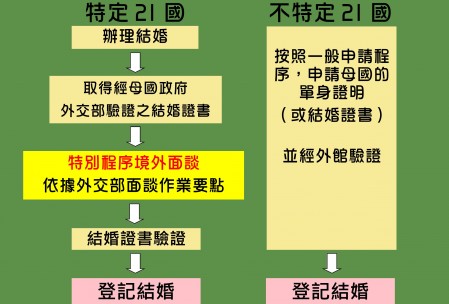 特定21國
辦理結婚
取得經母國政府
外交部驗證之結婚證書
特別程序境外面談
依據外交部面談作業要點
結婚證書驗證
登記結婚
不特定21國
按照一般申請程
序，申請母國的
單身證明
（或結婚證書）
並經外館驗證
登記結婚